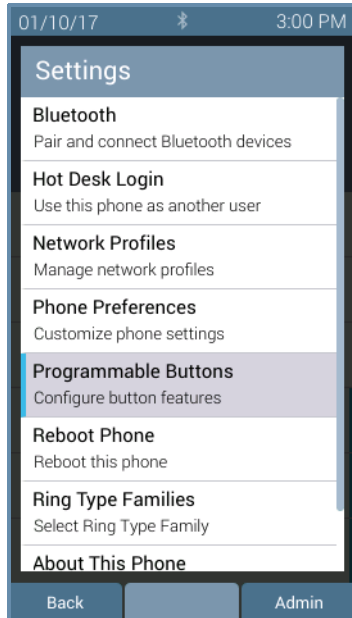 01/10/17 3:00 PM
Settings
Bluetooth
Pair and connect Bluetooth devices
Hot Desk Login
Use this phone as another user
Network Profiles
Manage network profiles
Phone Preferences
Customize phone settings
Programmable Buttons
Configure button features
Reboot Phone
Reboot this phone
Ring Type Families
Select Ring Type Family
About This Phone
Back Admin